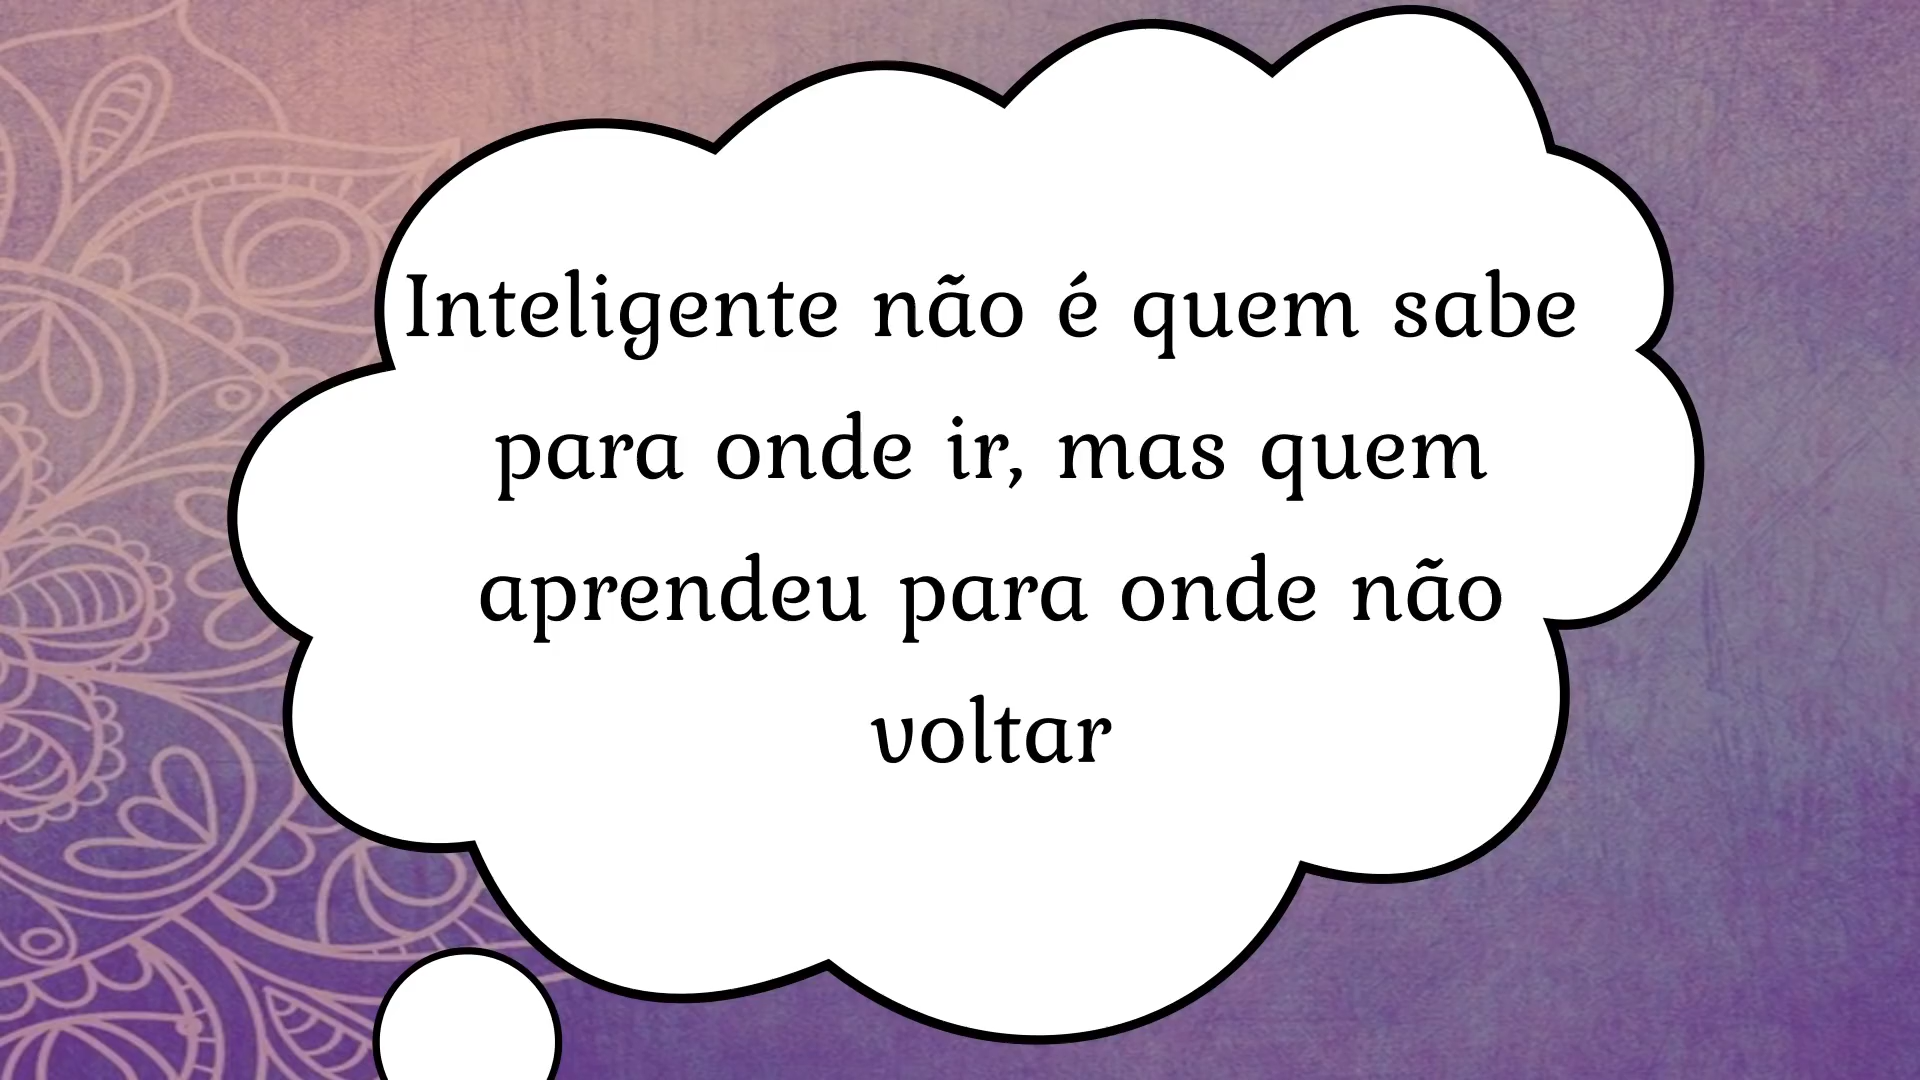 Inteligente não é quem sabe
para onde ir, mas quem
aprendeu para onde não
voltar